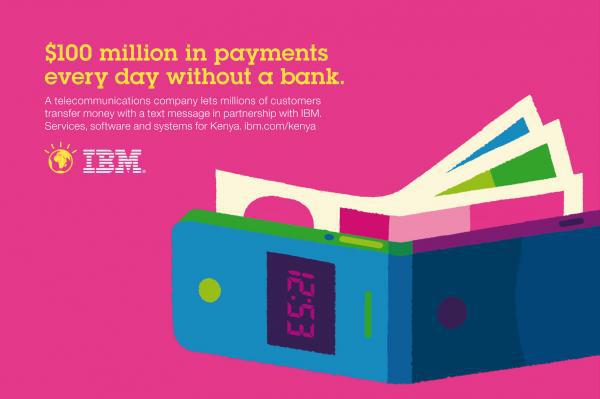 $100 million in payments
every day without a bank.
A telecommunications company lets millions of customers
transfer money with a text message in partnership with IBM.
Services, software and systems for Kenya. ibm.com/kenya
IBM®
12:53